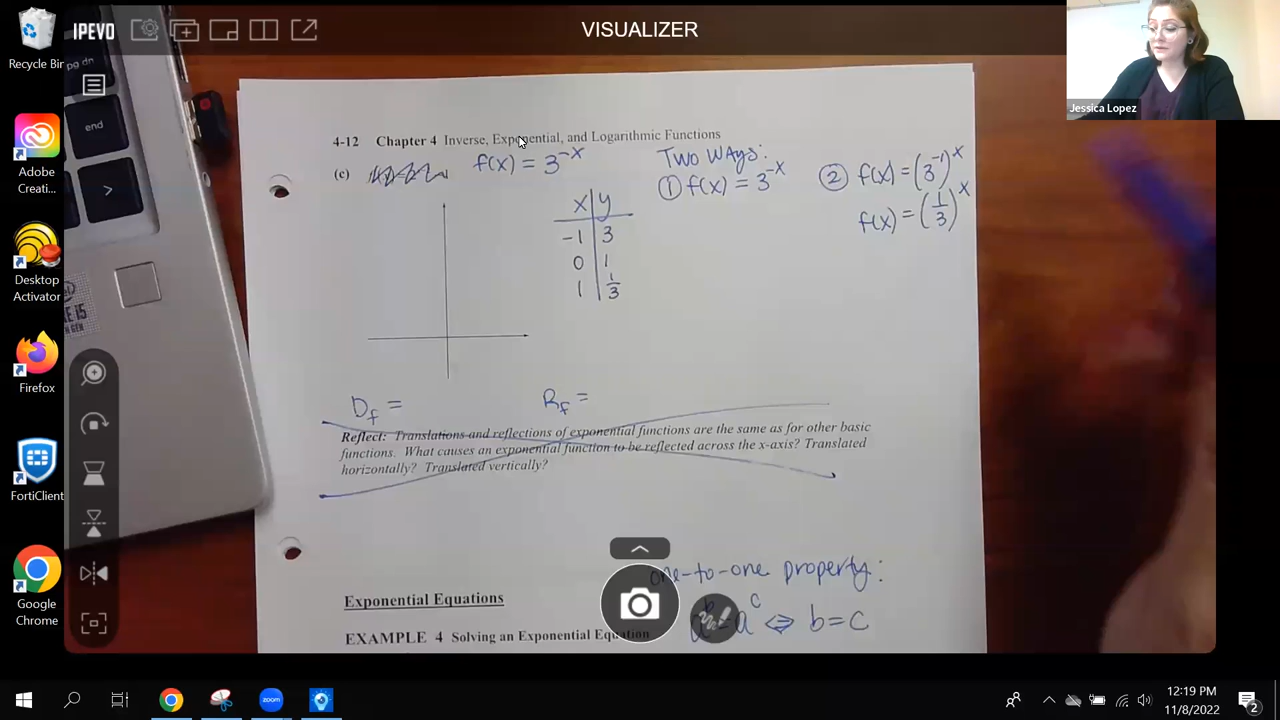 VISUALIZER
IPEVO
Recycle Bin
Adobe
Creati...
Desktop
Activator
Firefox
FortiClient
Google
Chrome
pg dn
end
Jessica Lopez
4-12 Chapter 4 Inverse, Exponential, and Logarithmic Functions
(c) f(x) = 3^{-x}
x y
-1 3
0 1
1 1/3
Two Ways:
① f(x) = 3^{-x}
② f(x) = (3^{-1})^x
f(x) = (1/3)^x
D_f =
R_f =
Reflect: Translations and reflections of exponential functions are the same as for other basic
functions. What causes an exponential function to be reflected across the x-axis? Translated
horizontally? Translated vertically?
one-to-one property:
a = a^c ⇔ b = c
Exponential Equations
EXAMPLE 4 Solving an Exponential Equation
zoom
12:19 PM
11/8/2022
2